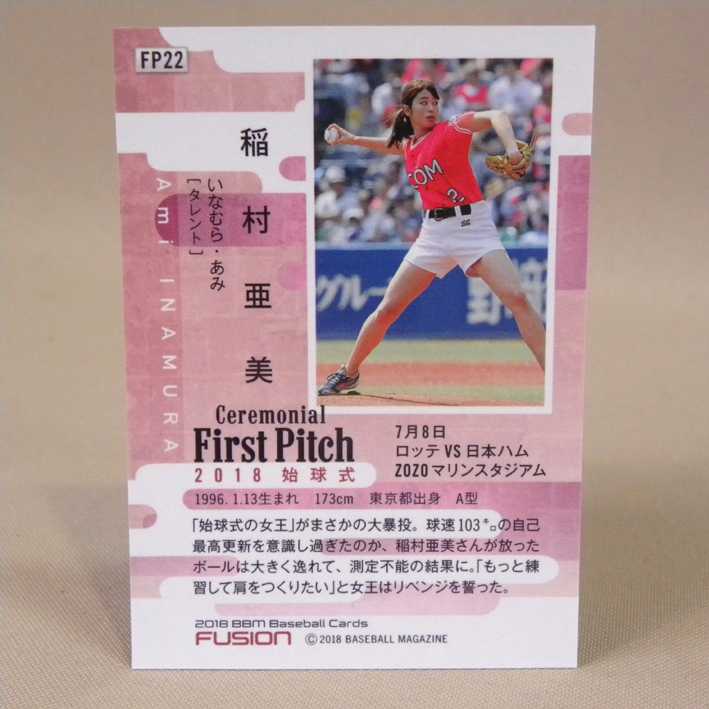 FP22
稲村亜美
いなむら・あみ
［タレント］
Ami INAMURA
COM
2
グルー
野
Ceremonial
First Pitch
2018 始球式
7月8日
ロッテ VS 日本ハム
ZOZOマリンスタジアム
1996. 1.13生まれ 173cm 東京都出身 A型
「始球式の女王」がまさかの大暴投。球速103㌔の自己
最高更新を意識し過ぎたのか、稲村亜美さんが放った
ボールは大きく逸れて、測定不能の結果に。「もっと練
習して肩をつくりたい」と女王はリベンジを誓った。
2018 BBM Baseball Cards
FUSION ©2018 BASEBALL MAGAZINE